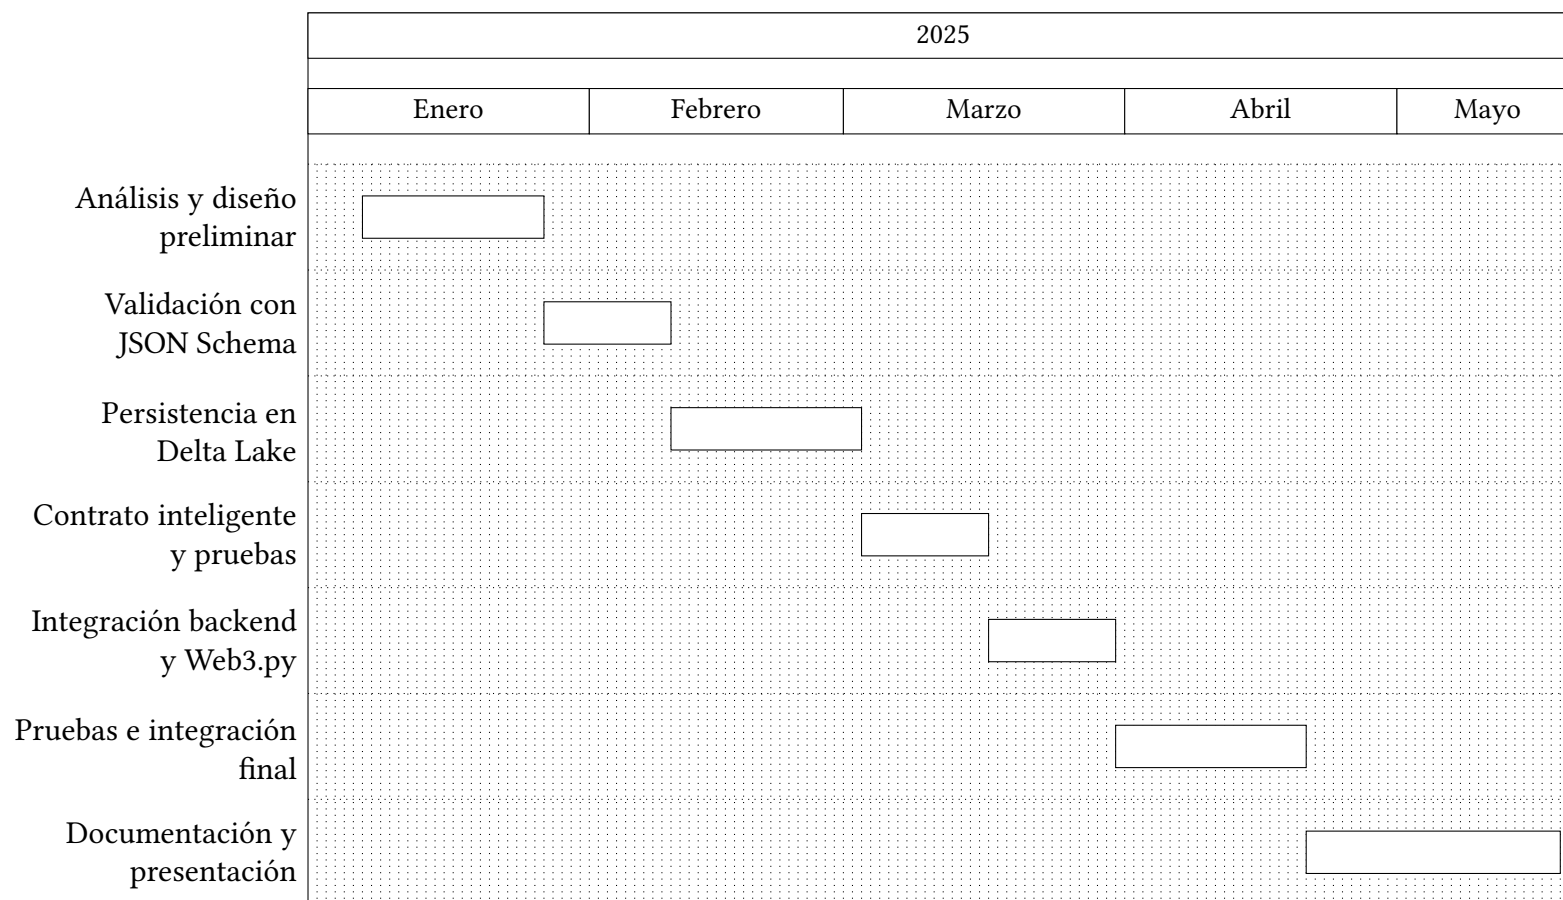 2025
Enero Febrero Marzo Abril Mayo
Análisis y diseño
preliminar
Validación con
JSON Schema
Persistencia en
Delta Lake
Contrato inteligente
y pruebas
Integración backend
y Web3.py
Pruebas e integración
final
Documentación y
presentación